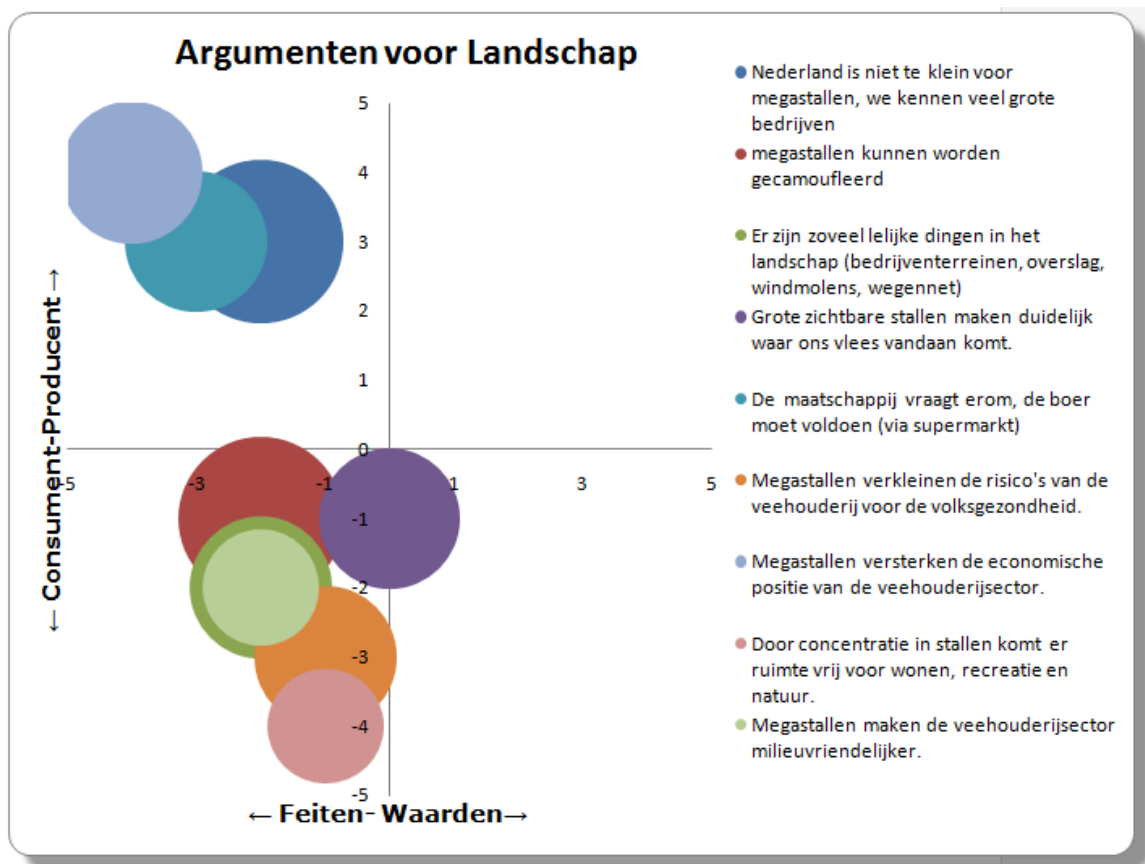 Argumenten voor Landschap
5
4
3
2
1
0
-1
-2
-3
-4
-5
-5
-3
-1
1
3
5
← Consument-Producent →
← Feiten- Waarden→
Nederland is niet te klein voor
megastallen, we kennen veel grote
bedrijven
megastallen kunnen worden
gecamoufleerd
Er zijn zoveel lelijke dingen in het
landschap (bedrijventerreinen, overslag,
windmolens, wegennet)
Grote zichtbare stallen maken duidelijk
waar ons vlees vandaan komt.
De maatschappij vraagt erom, de boer
moet voldoen (via supermarkt)
Megastallen verkleinen de risico's van de
veehouderij voor de volksgezondheid.
Megastallen versterken de economische
positie van de veehouderijsector.
Door concentratie in stallen komt er
ruimte vrij voor wonen, recreatie en
natuur.
Megastallen maken de veehouderijsector
milieuvriendelijker.